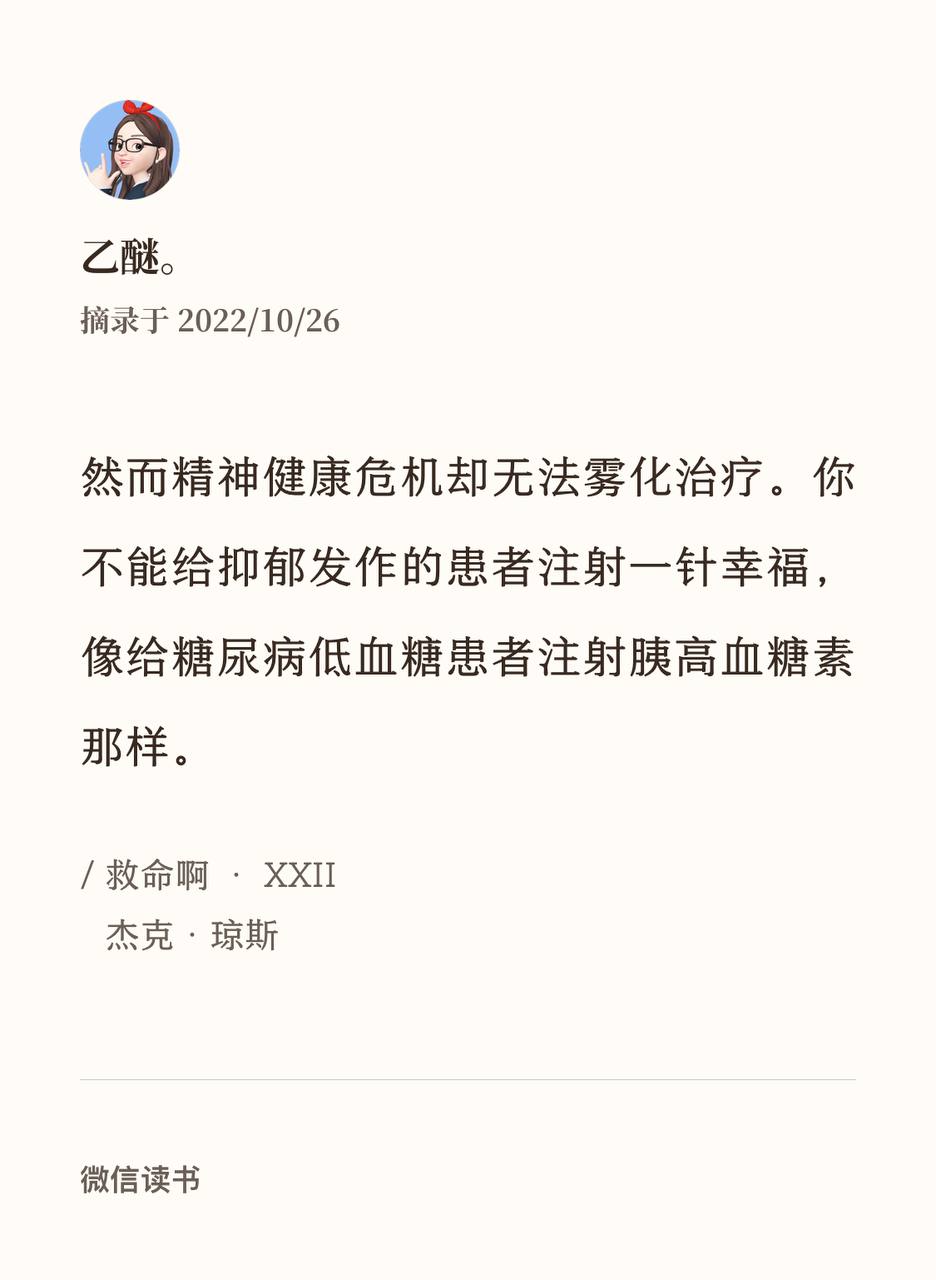 乙醚。
摘录于 2022/10/26
然而精神健康危机却无法雾化治疗。你
不能给抑郁发作的患者注射一针幸福，
像给糖尿病低血糖患者注射胰高血糖素
那样。
/ 救命啊 · XXII
杰克 · 琼斯
微信读书